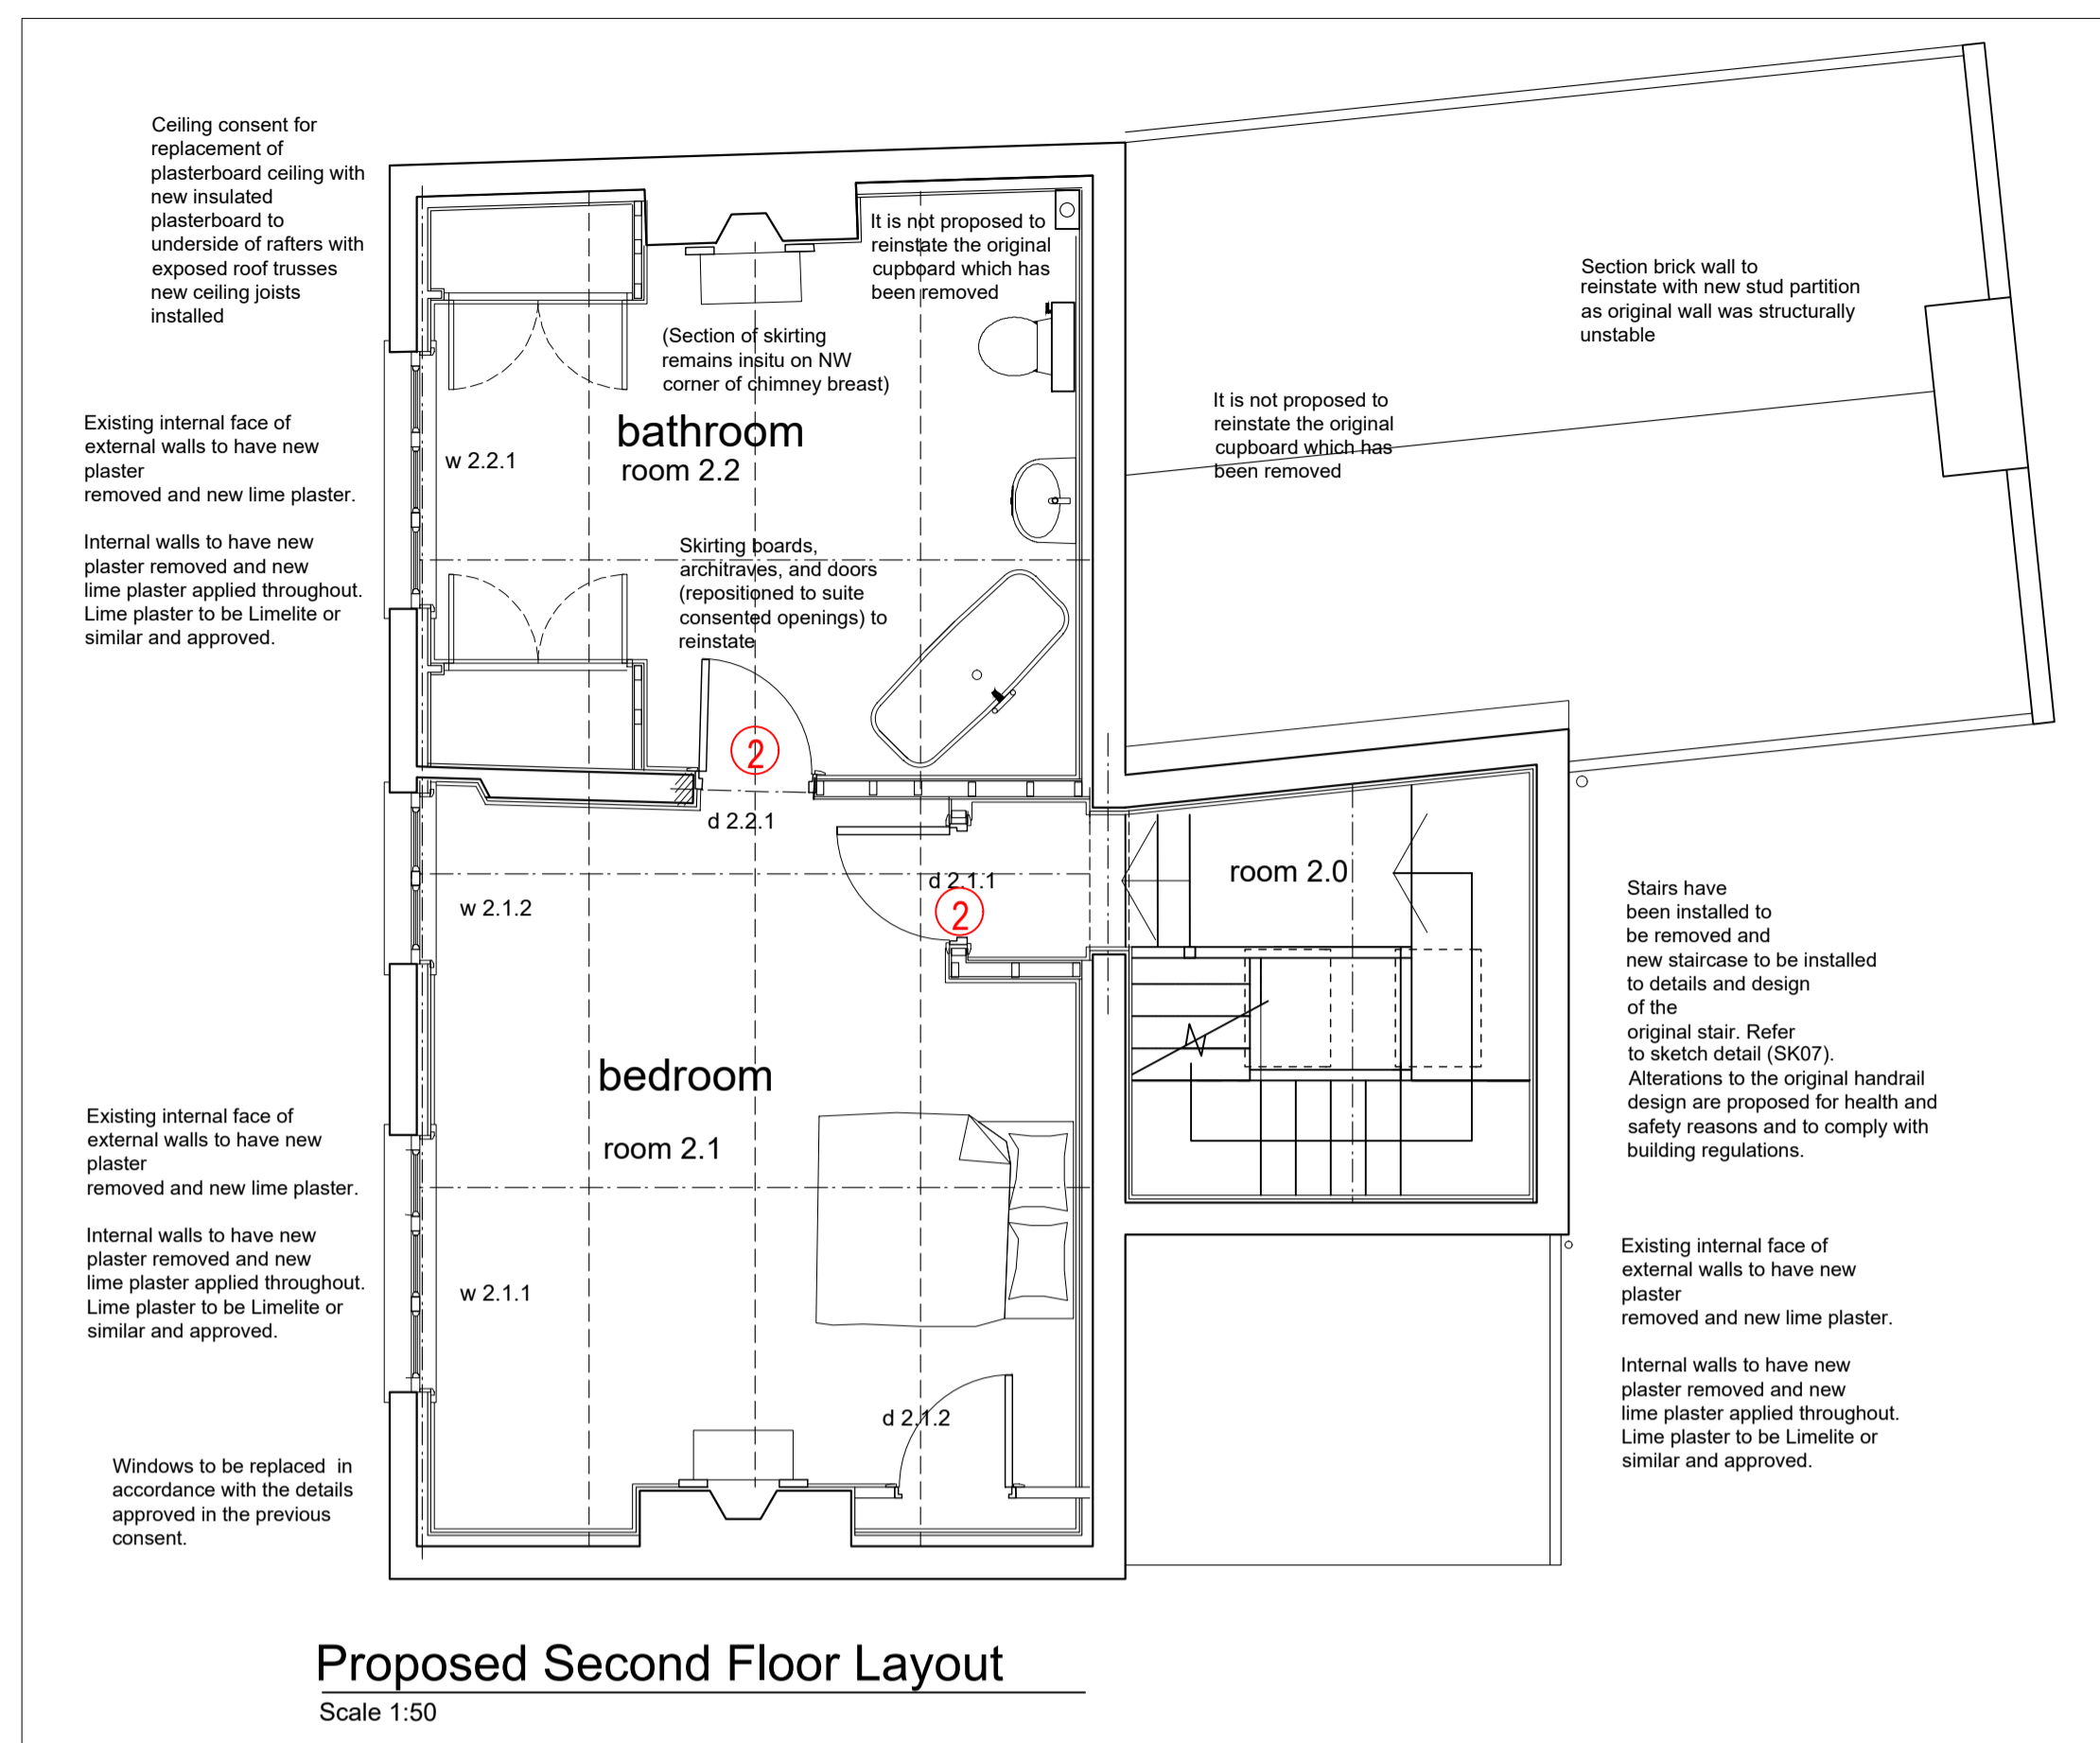 Ceiling consent for
replacement of
plasterboard ceiling with
new insulated
plasterboard to
underside of rafters with
exposed roof trusses
new ceiling joists
installed
Existing internal face of
external walls to have new
plaster
removed and new lime plaster.
Internal walls to have new
plaster removed and new
lime plaster applied throughout.
Lime plaster to be Limelite or
similar and approved.
Existing internal face of
external walls to have new
plaster
removed and new lime plaster.
Internal walls to have new
plaster removed and new
lime plaster applied throughout.
Lime plaster to be Limelite or
similar and approved.
Windows to be replaced in
accordance with the details
approved in the previous
consent.
It is not proposed to
reinstate the original
cupboard which has
been removed
(Section of skirting
remains insitu on NW
corner of chimney breast)
bathroom
room 2.2
w 2.2.1
Skirting boards,
architraves, and doors
(repositioned to suite
consented openings) to
reinstate
2
d 2.2.1
d 2.1.1
2
w 2.1.2
bedroom
room 2.1
w 2.1.1
d 2.1.2
room 2.0
Section brick wall to
reinstate with new stud partition
as original wall was structurally
unstable
It is not proposed to
reinstate the original
cupboard which has
been removed
Stairs have
been installed to
be removed and
new staircase to be installed
to details and design
of the
original stair. Refer
to sketch detail (SK07).
Alterations to the original handrail
design are proposed for health and
safety reasons and to comply with
building regulations.
Existing internal face of
external walls to have new
plaster
removed and new lime plaster.
Internal walls to have new
plaster removed and new
lime plaster applied throughout.
Lime plaster to be Limelite or
similar and approved.
Proposed Second Floor Layout
Scale 1:50